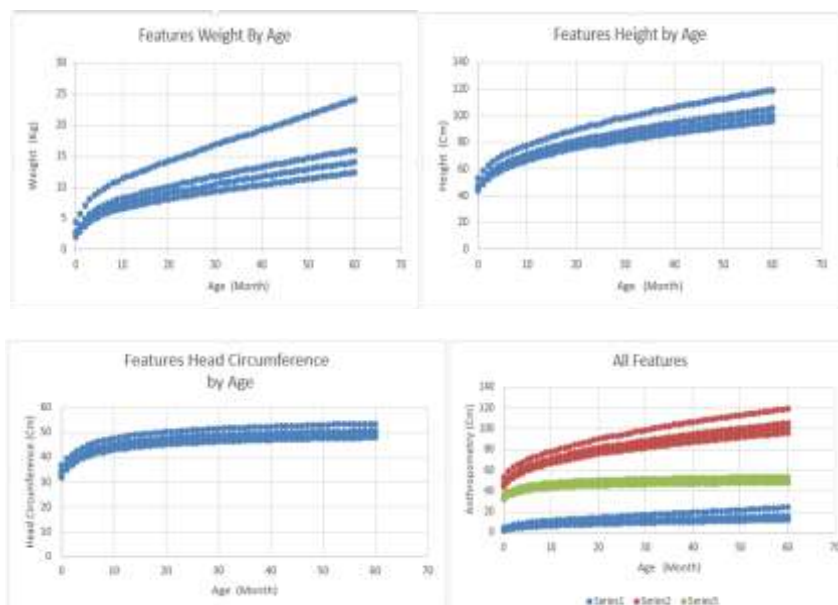 Features Weight By Age
30
25
20
15
10
5
0
Weight (Kg)
0 10 20 30 40 50 60 70
Age (Month)
Features Height by Age
140
120
100
80
60
40
20
0
Height (Cm)
0 10 20 30 40 50 60 70
Age (Month)
Features Head Circumference
by Age
60
50
40
30
20
10
0
Head Circumference (Cm)
0 10 20 30 40 50 60 70
Age (Month)
All Features
140
120
100
80
60
40
20
0
Anthropometry (Cm)
0 10 20 30 40 50 60 70
Age (Month)
Series1 Series2 Series3